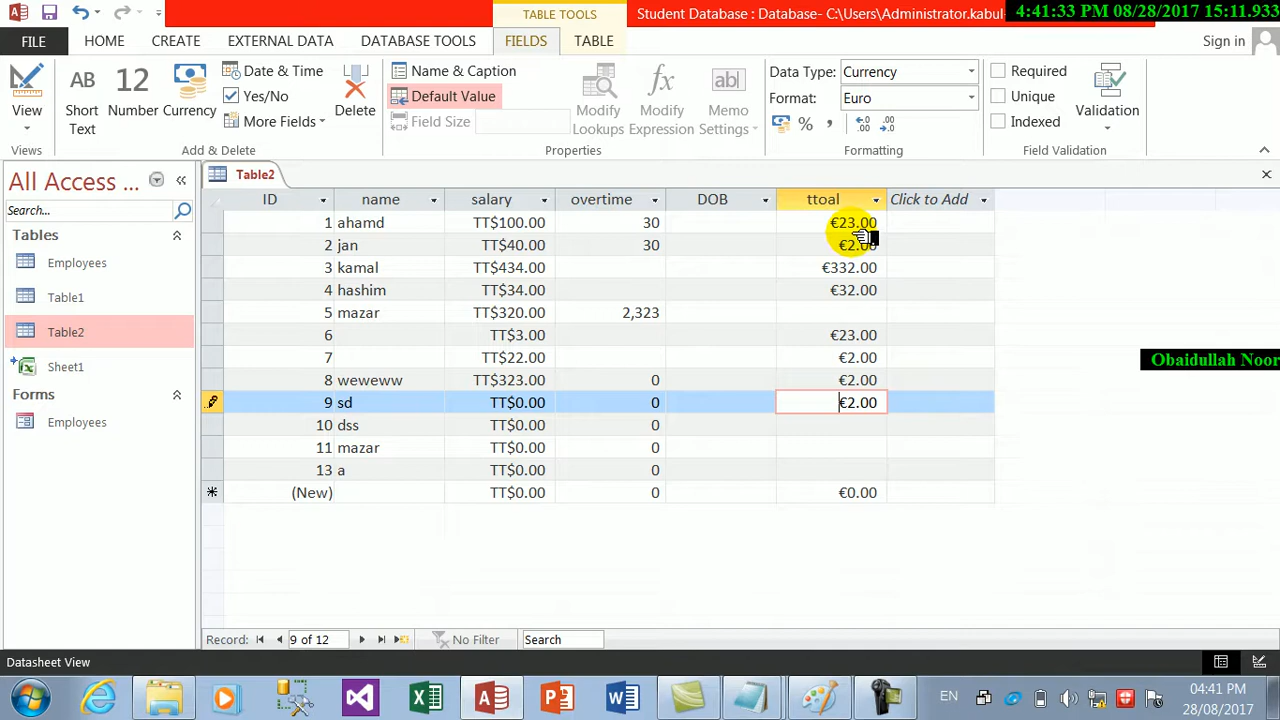 TABLE TOOLS
Student Database : Database- C:\Users\Administrator.kabul-
4:41:33 PM 08/28/2017 15:11.933
FILE HOME CREATE EXTERNAL DATA DATABASE TOOLS FIELDS TABLE
Sign in
View
Views
AB Short Text
12 Number
Currency
Date & Time
Yes/No
More Fields
Delete
Add & Delete
Name & Caption
Default Value
Field Size
Modify Lookups
fx Modify Expression
ab Memo Settings
Properties
Data Type: Currency
Format: Euro
% , .0 .00 .00 .0
Formatting
Required
Unique
Indexed
Validation
Field Validation
All Access ...
Search...
Tables
Employees
Table1
Table2
Sheet1
Forms
Employees
Table2
ID name salary overtime DOB ttoal Click to Add
1 ahamd TT$100.00 30 €23.00
2 jan TT$40.00 30 €2.00
3 kamal TT$434.00 €332.00
4 hashim TT$34.00 €32.00
5 mazar TT$320.00 2,323
6 TT$3.00 €23.00
7 TT$22.00 €2.00
8 weweww TT$323.00 0 €2.00
9 sd TT$0.00 0 €2.00
10 dss TT$0.00 0
11 mazar TT$0.00 0
13 a TT$0.00 0
(New) TT$0.00 0 €0.00
Obaidullah Noor
Record: 9 of 12 No Filter Search
Datasheet View
EN
04:41 PM
28/08/2017